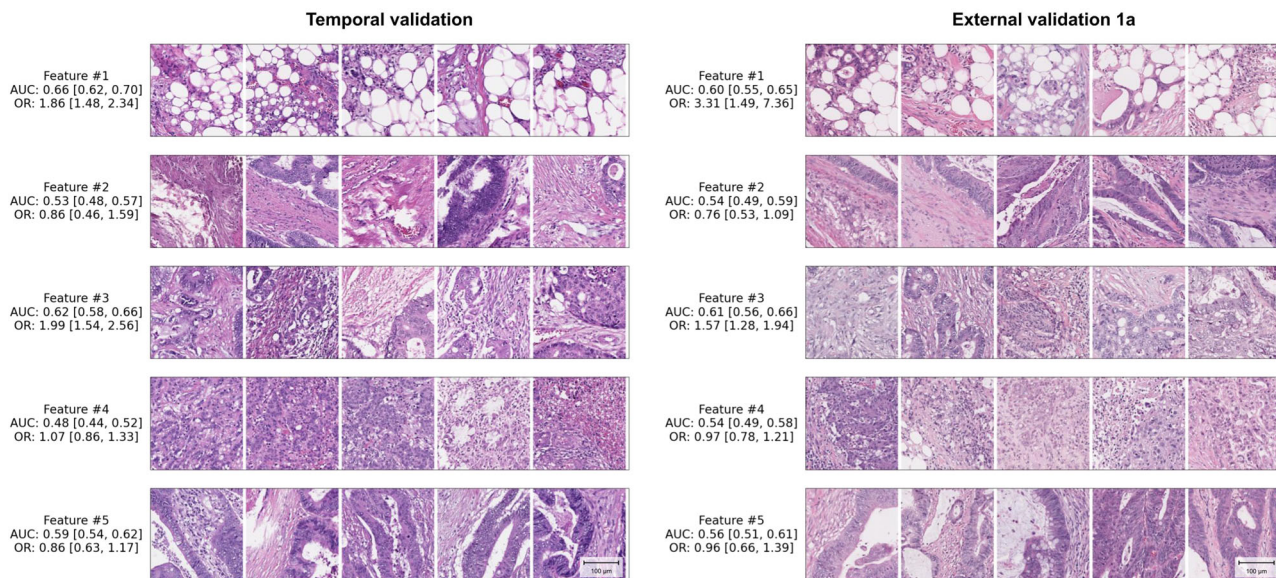 Temporal validation
Feature #1
AUC: 0.66 [0.62, 0.70]
OR: 1.86 [1.48, 2.34]
Feature #2
AUC: 0.53 [0.48, 0.57]
OR: 0.86 [0.46, 1.59]
Feature #3
AUC: 0.62 [0.58, 0.66]
OR: 1.99 [1.54, 2.56]
Feature #4
AUC: 0.48 [0.44, 0.52]
OR: 1.07 [0.86, 1.33]
Feature #5
AUC: 0.59 [0.54, 0.62]
OR: 0.86 [0.63, 1.17]
100 µm
External validation 1a
Feature #1
AUC: 0.60 [0.55, 0.65]
OR: 3.31 [1.49, 7.36]
Feature #2
AUC: 0.54 [0.49, 0.59]
OR: 0.76 [0.53, 1.09]
Feature #3
AUC: 0.61 [0.56, 0.66]
OR: 1.57 [1.28, 1.94]
Feature #4
AUC: 0.54 [0.49, 0.58]
OR: 0.97 [0.78, 1.21]
Feature #5
AUC: 0.56 [0.51, 0.61]
OR: 0.96 [0.66, 1.39]
100 µm